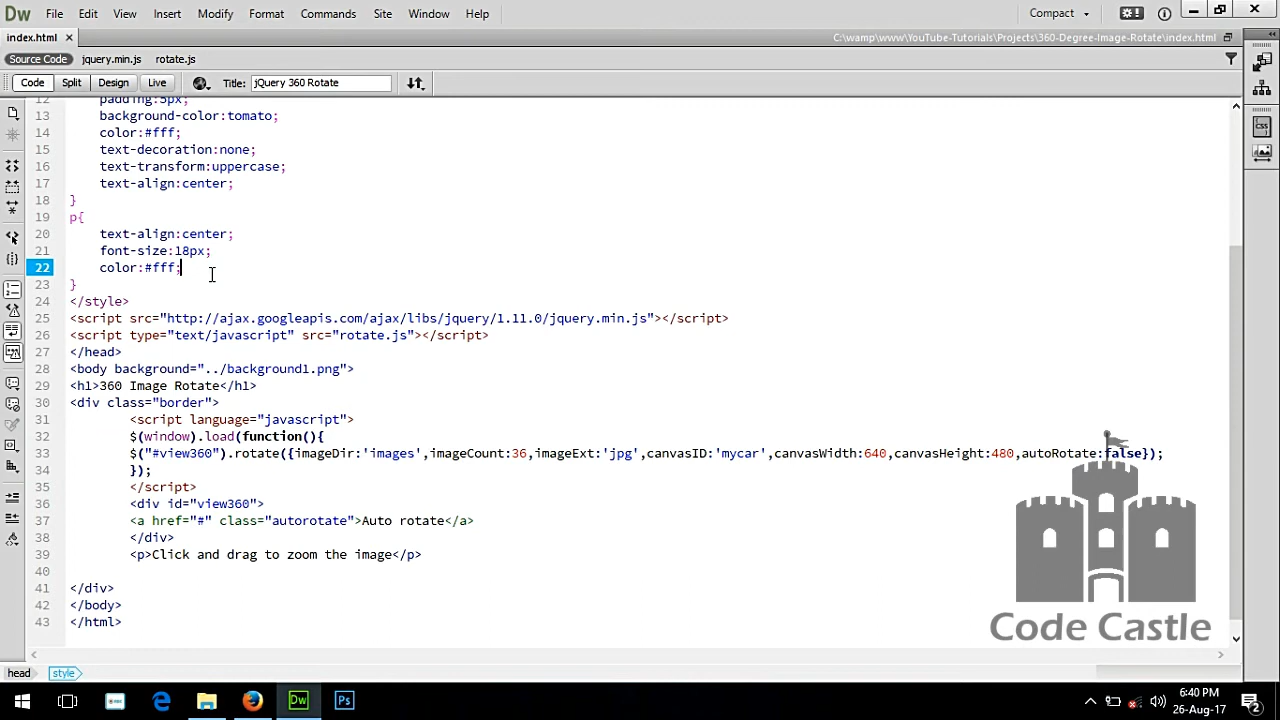 Dw File Edit View Insert Modify Format Commands Site Window Help Compact
index.html × C:\wamp\www\YouTube-Tutorials\Projects\360-Degree-Image-Rotate\index.html
Source Code jquery.min.js rotate.js
Code Split Design Live Title: jQuery 360 Rotate
12 padding:5px;
13 background-color:tomato;
14 color:#fff;
15 text-decoration:none;
16 text-transform:uppercase;
17 text-align:center;
18 }
19 p{
20 text-align:center;
21 font-size:18px;
22 color:#fff;
23 }
24 </style>
25 <script src="http://ajax.googleapis.com/ajax/libs/jquery/1.11.0/jquery.min.js"></script>
26 <script type="text/javascript" src="rotate.js"></script>
27 </head>
28 <body background="../background1.png">
29 <h1>360 Image Rotate</h1>
30 <div class="border">
31 <script language="javascript">
32 $(window).load(function(){
33 $("#view360").rotate({imageDir:'images',imageCount:36,imageExt:'jpg',canvasID:'mycar',canvasWidth:640,canvasHeight:480,autoRotate:false});
34 });
35 </script>
36 <div id="view360">
37 <a href="#" class="autorotate">Auto rotate</a>
38 </div>
39 <p>Click and drag to zoom the image</p>
40
41 </div>
42 </body>
43 </html>
Code Castle
head style
Dw Ps 6:40 PM
26-Aug-17 2